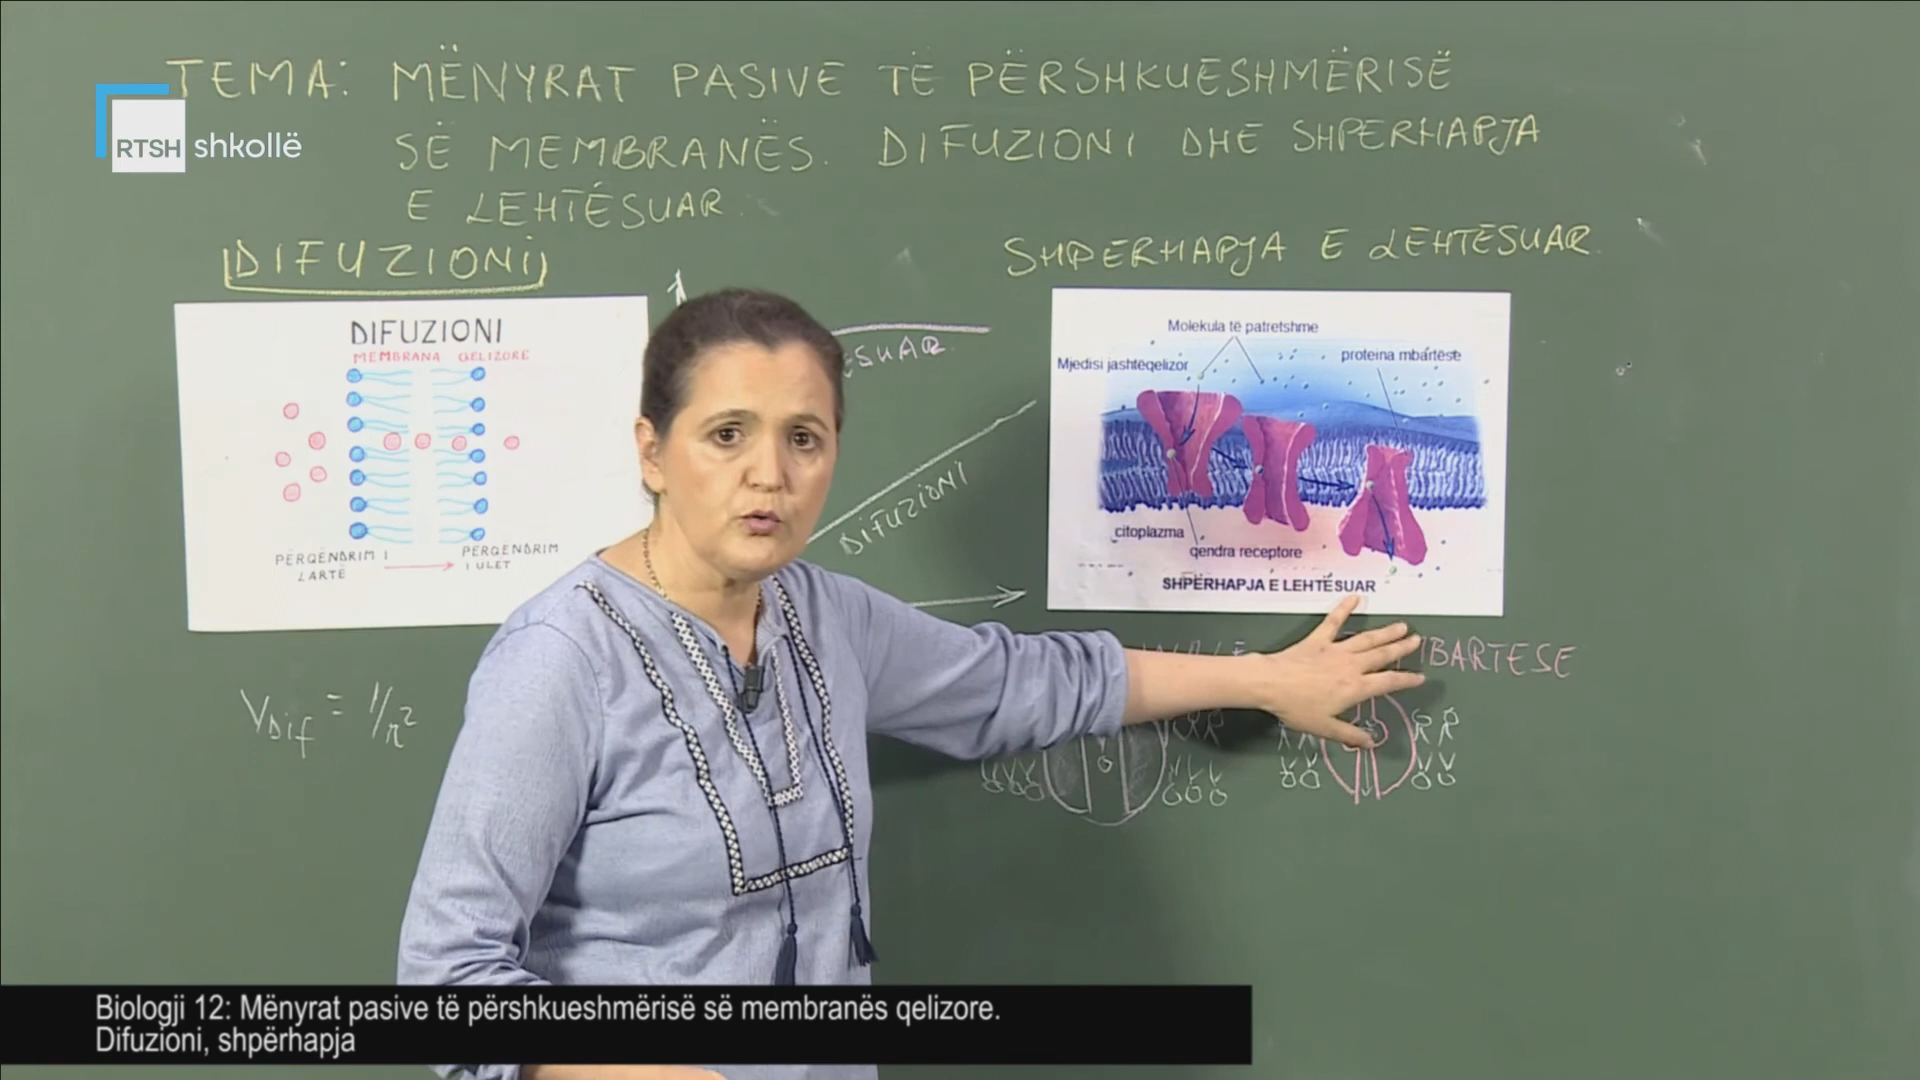 TEMA: MËNYRAT PASIVE TË PËRSHKUESHMËRISË
SË MEMBRANËS. DIFUZIONI DHE SHPËRHAPJA
E LEHTËSUAR
RTSH shkollë
DIFUZIONI
SHPËRHAPJA E LEHTËSUAR
DIFUZIONI
MEMBRANA QELIZORE
PËRQENDRIM I
LARTË
PËRQENDRIM
I ULËT
DIFUZIONI
Molekula të patretshme
Mjedisi jashtëqelizor
proteina mbartëse
citoplazma
qendra receptore
SHPËRHAPJA E LEHTËSUAR
VDif = 1/r²
MBARTESE
Biologji 12: Mënyrat pasive të përshkueshmërisë së membranës qelizore.
Difuzioni, shpërhapja